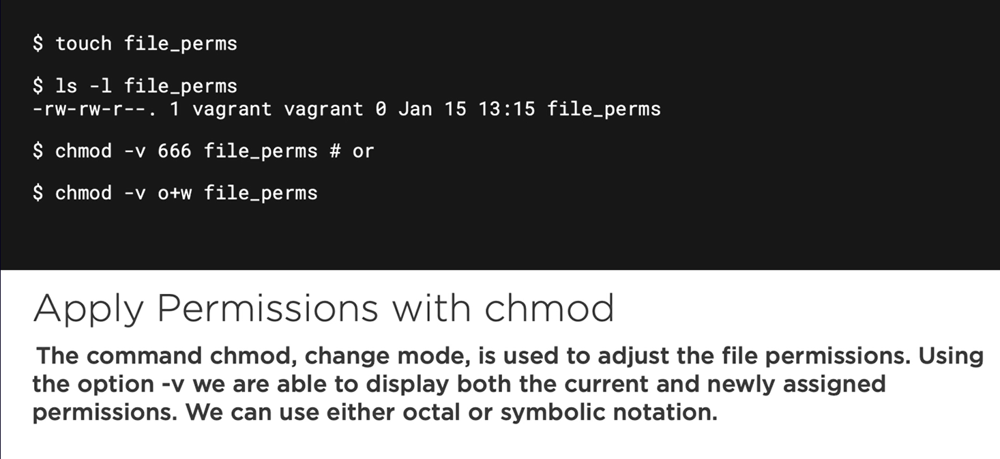 $ touch file_perms
$ ls -l file_perms
-rw-rw-r--. 1 vagrant vagrant 0 Jan 15 13:15 file_perms
$ chmod -v 666 file_perms # or
$ chmod -v o+w file_perms
Apply Permissions with chmod
The command chmod, change mode, is used to adjust the file permissions. Using
the option -v we are able to display both the current and newly assigned
permissions. We can use either octal or symbolic notation.